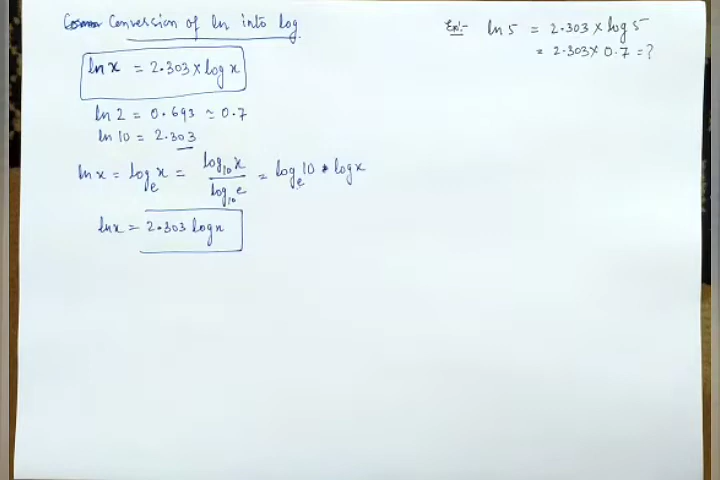 Conversion of ln into log
ln x = 2.303 × log x
ln 2 = 0.693 ≃ 0.7
ln 10 = 2.303
ln x = logₑ x = log₁₀ x / log₁₀ e = logₑ 10 * log x
ln x = 2.303 log x
Ex:- ln 5 = 2.303 × log 5
= 2.303 × 0.7 = ?